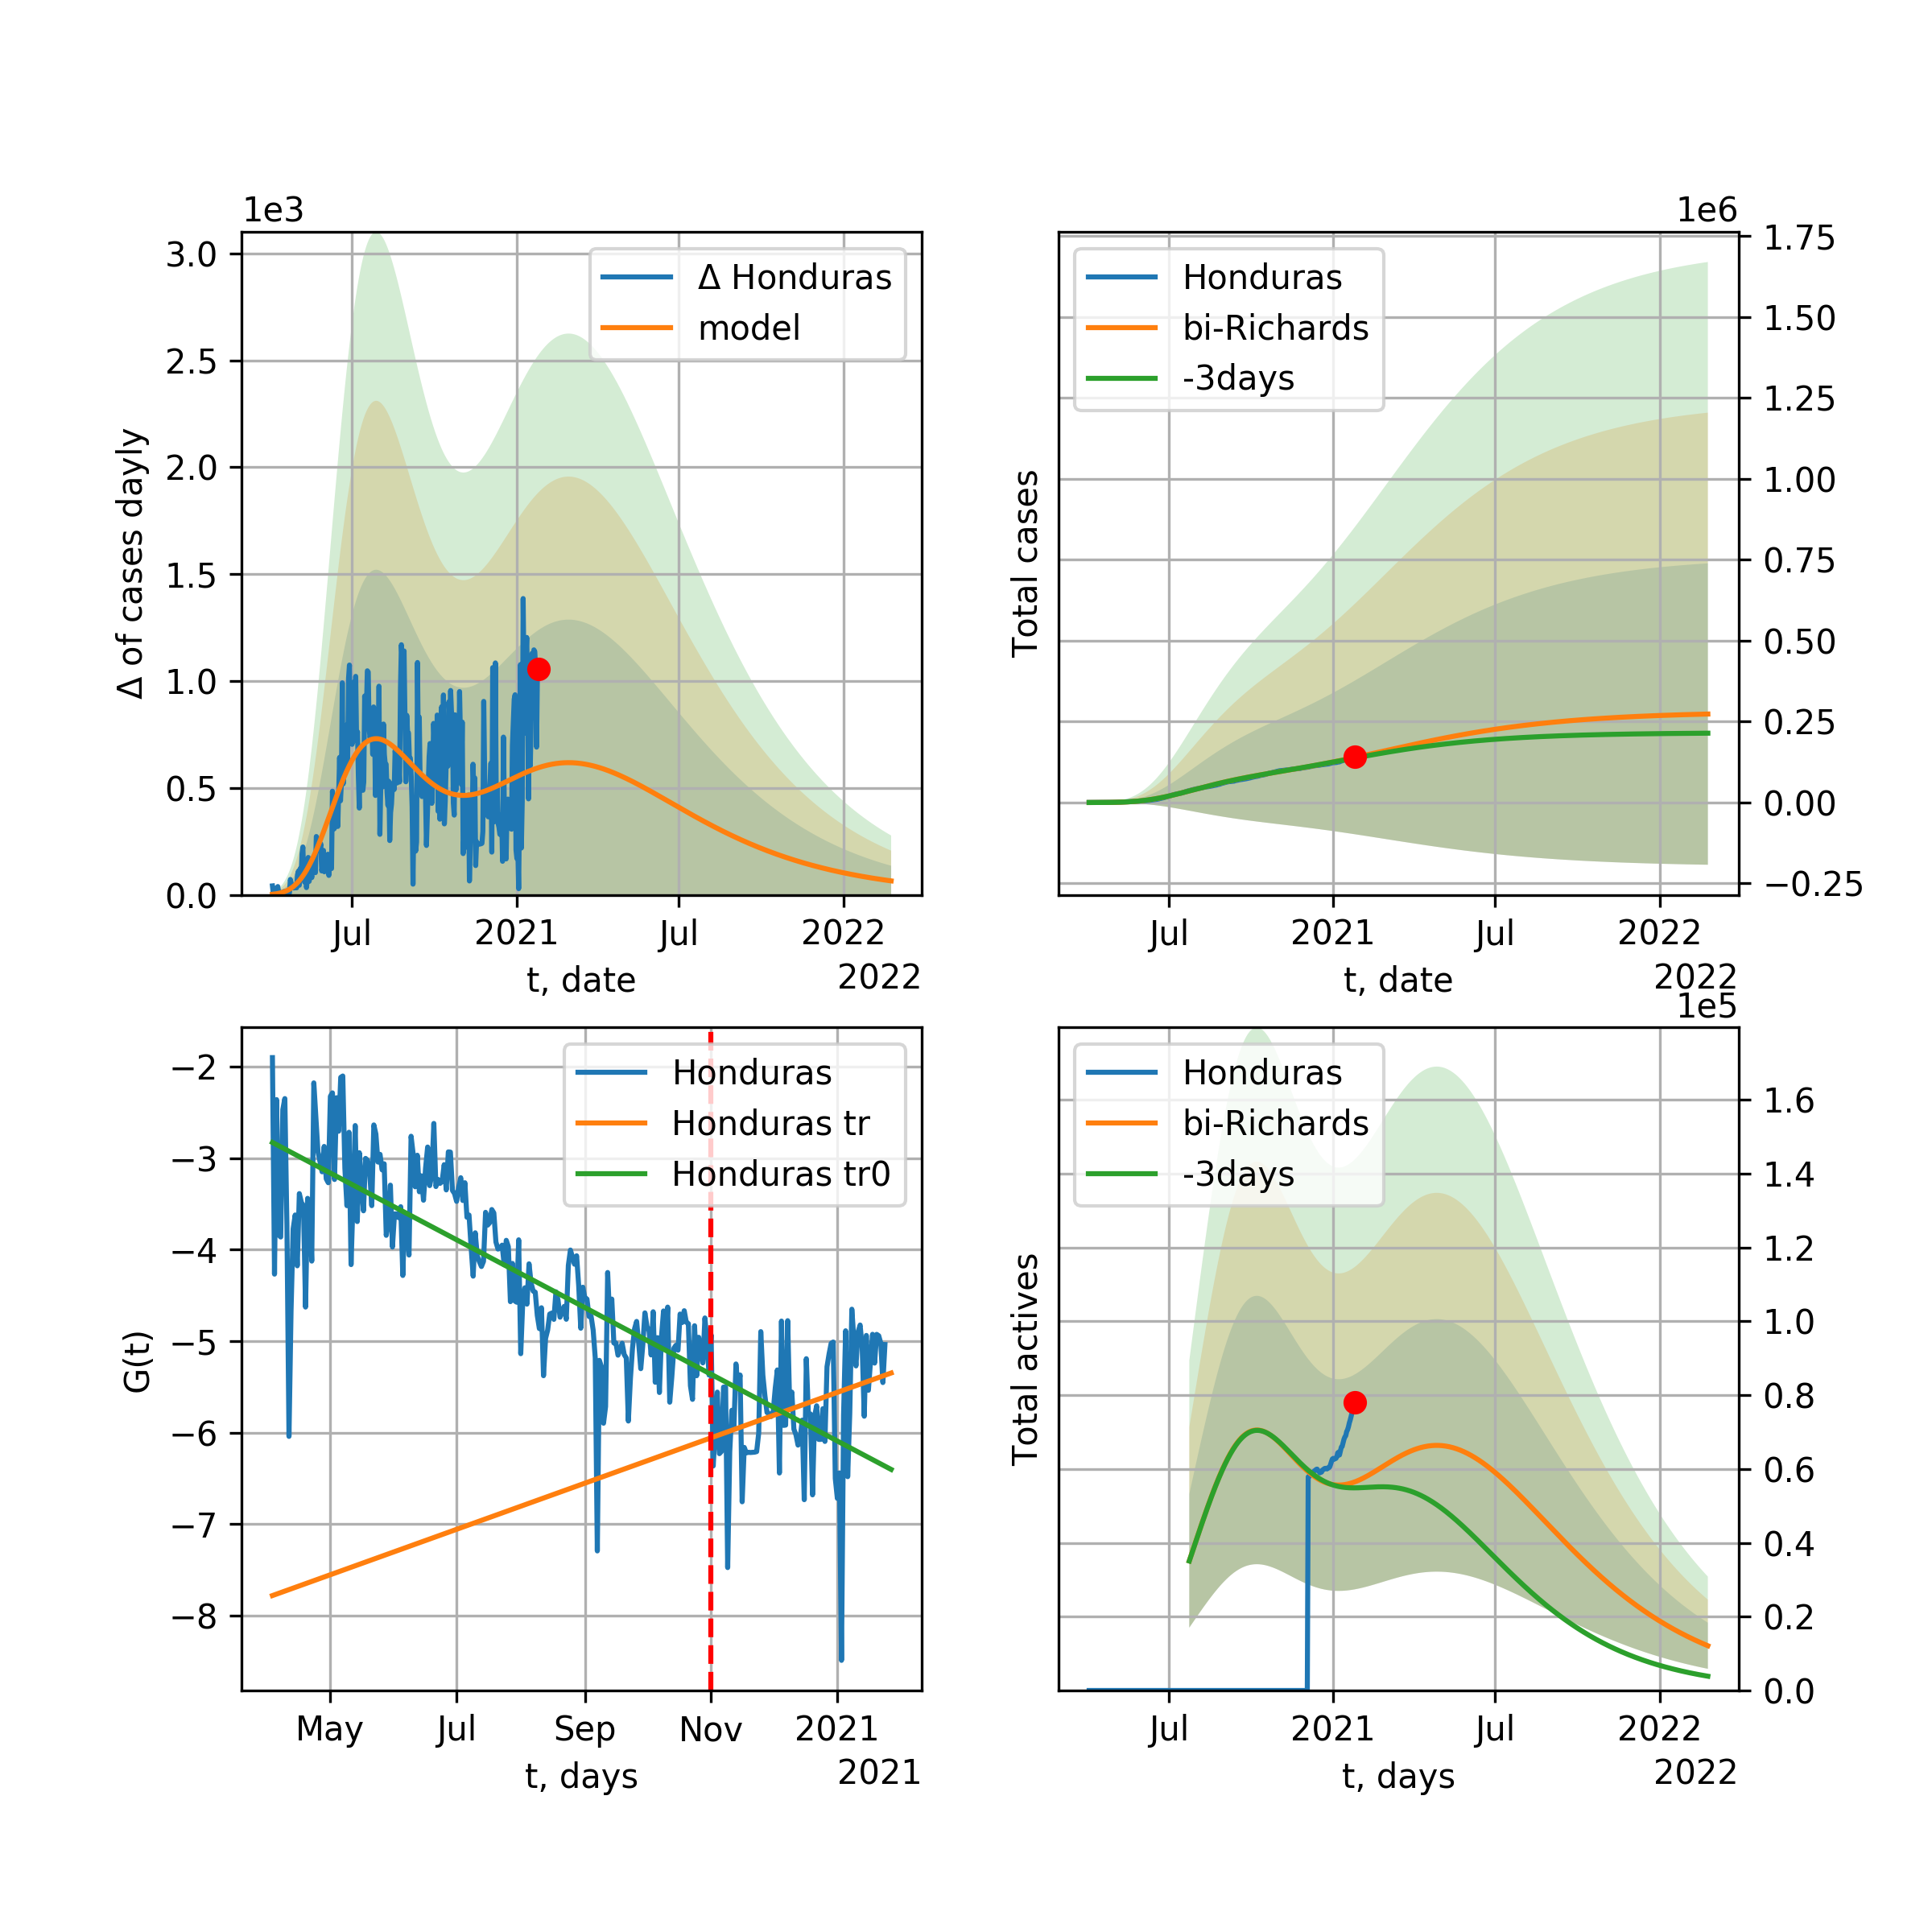 1e3
3.0
2.5
2.0
1.5
1.0
0.5
0.0
Δ of cases dayly
Δ Honduras
model
Jul
2021
Jul
2022
t, date
2022
1e6
1.75
1.50
1.25
1.00
0.75
0.50
0.25
0.00
−0.25
Total cases
Honduras
bi-Richards
-3days
Jul
2021
Jul
2022
t, date
2022
−2
−3
−4
−5
−6
−7
−8
G(t)
Honduras
Honduras tr
Honduras tr0
May
Jul
Sep
Nov
2021
t, days
2021
1e5
1.6
1.4
1.2
1.0
0.8
0.6
0.4
0.2
0.0
Total actives
Honduras
bi-Richards
-3days
Jul
2021
Jul
2022
t, days
2022